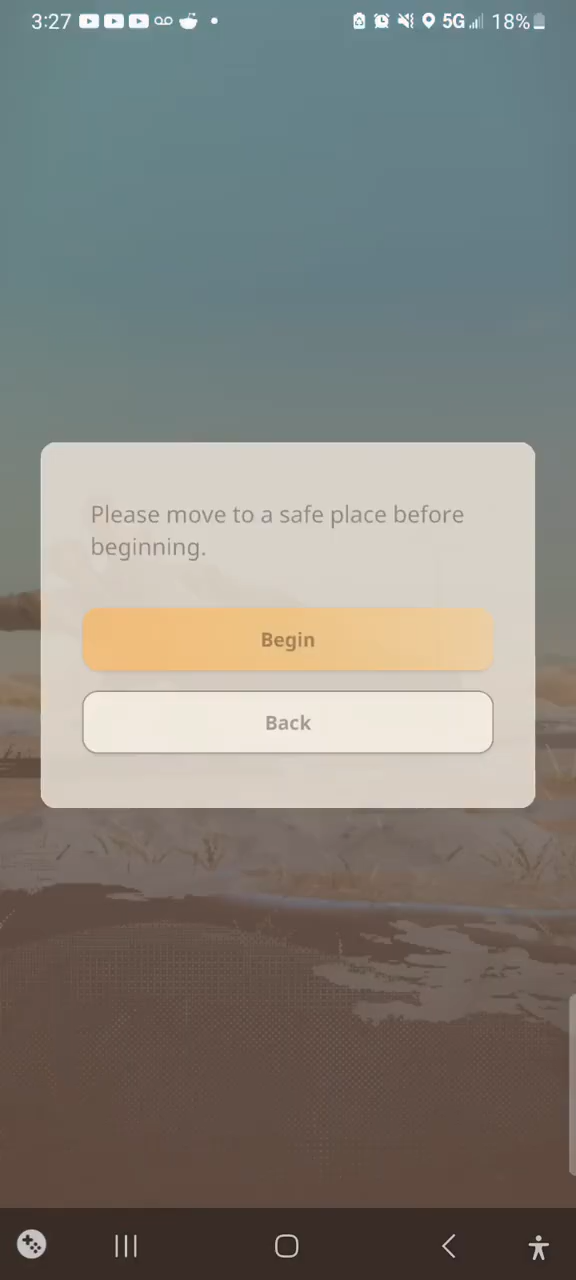 3:27 5G 18%
Please move to a safe place before
beginning.
Begin
Back